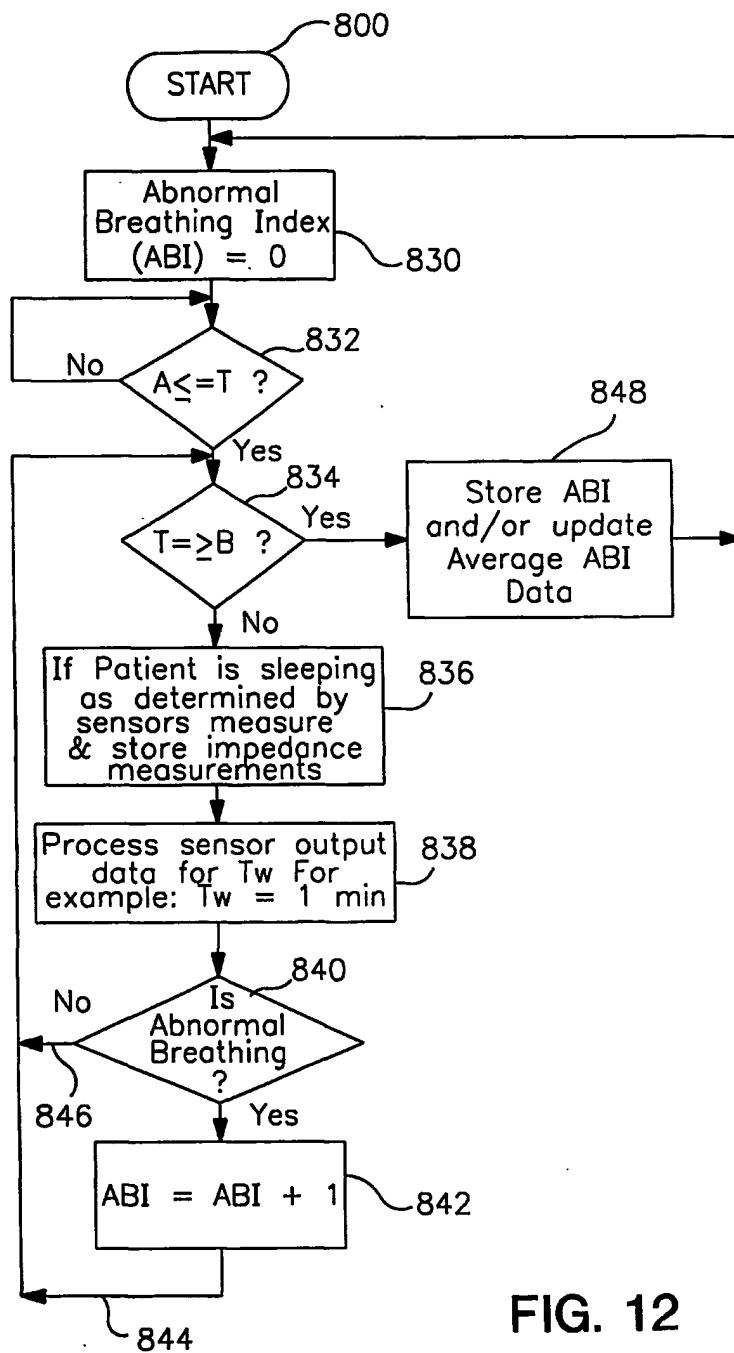 800
START
Abnormal
Breathing Index
(ABI) = 0
830
832
No
A≤=T ?
Yes
834
848
T=≥B ?
Yes
Store ABI
and/or update
Average ABI
Data
No
If Patient is sleeping
as determined by
sensors measure
& store impedance
measurements
836
Process sensor output
data for Tw For
example: Tw = 1 min
838
840
No
Is
Abnormal
Breathing
?
846
Yes
ABI = ABI + 1
842
844
FIG. 12